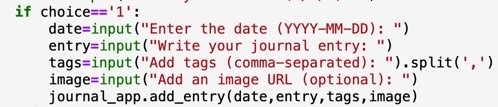 if choice=='1':
    date=input("Enter the date (YYYY-MM-DD): ")
    entry=input("Write your journal entry: ")
    tags=input("Add tags (comma-separated): ").split(',')
    image=input("Add an image URL (optional): ")
    journal_app.add_entry(date,entry,tags,image)